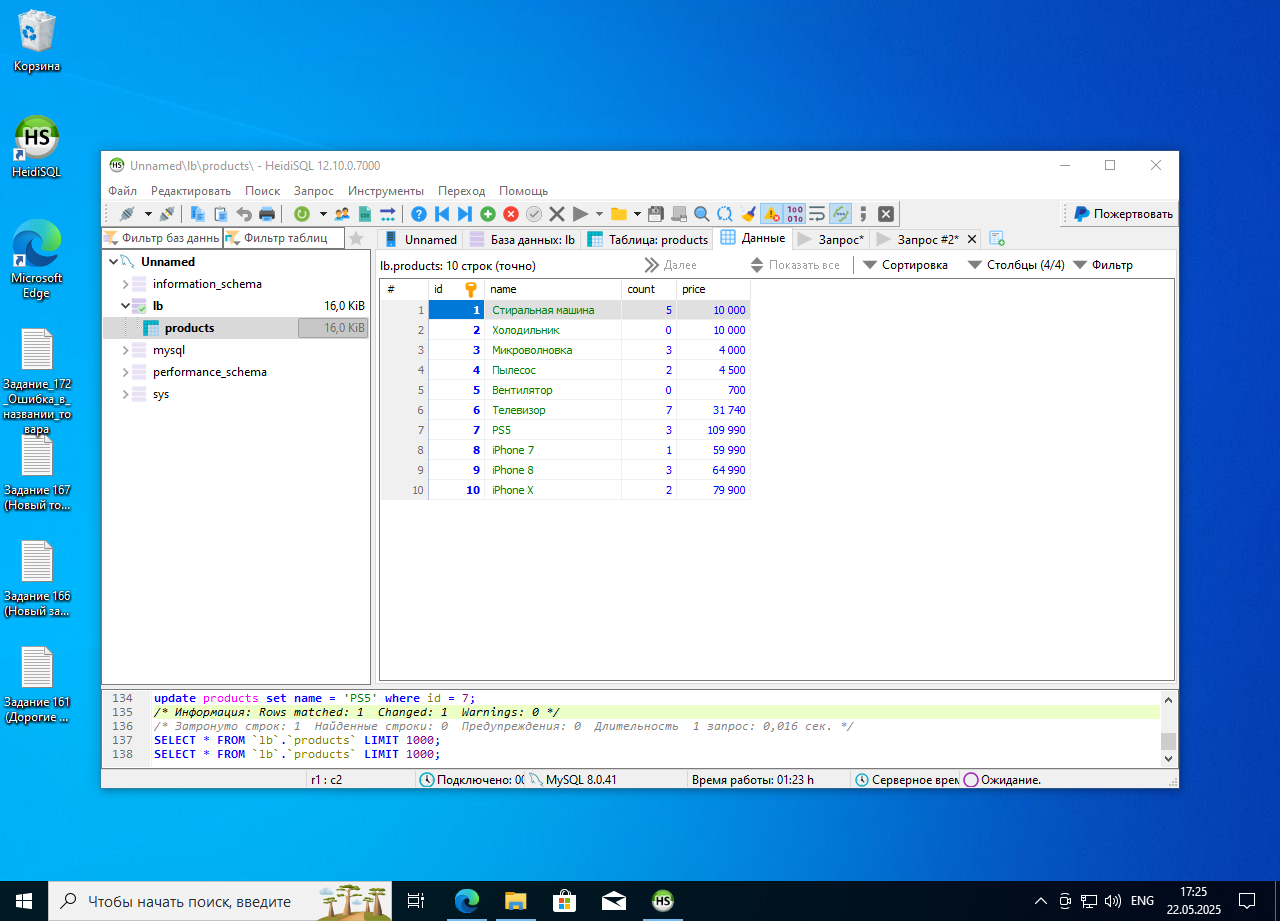 Корзина
HeidiSQL
Microsoft
Edge
Задание_172
_Ошибка_в_
названии_то
вара
Задание 167
(Новый то...
Задание 166
(Новый за...
Задание 161
(Дорогие ...
Unnamed\lb\products\ - HeidiSQL 12.10.0.7000
Файл Редактировать Поиск Запрос Инструменты Переход Помощь
Пожертвовать
Фильтр баз данн Фильтр таблиц
Unnamed База данных: lb Таблица: products Данные Запрос* Запрос #2*
Unnamed
information_schema
lb 16,0 KiB
products 16,0 KiB
mysql
performance_schema
sys
lb.products: 10 строк (точно) Далее Показать все Сортировка Столбцы (4/4) Фильтр
# id name count price
1 1 Стиральная машина 5 10 000
2 2 Холодильник 0 10 000
3 3 Микроволновка 3 4 000
4 4 Пылесос 2 4 500
5 5 Вентилятор 0 700
6 6 Телевизор 7 31 740
7 7 PS5 3 109 990
8 8 iPhone 7 1 59 990
9 9 iPhone 8 3 64 990
10 10 iPhone X 2 79 900
134 update products set name = 'PS5' where id = 7;
135 /* Информация: Rows matched: 1 Changed: 1 Warnings: 0 */
136 /* Затронуто строк: 1 Найденные строки: 0 Предупреждения: 0 Длительность 1 запрос: 0,016 сек. */
137 SELECT * FROM `lb`.`products` LIMIT 1000;
138 SELECT * FROM `lb`.`products` LIMIT 1000;
r1 : c2 Подключено: 00 MySQL 8.0.41 Время работы: 01:23 h Серверное врем Ожидание.
Чтобы начать поиск, введите
ENG
17:25
22.05.2025